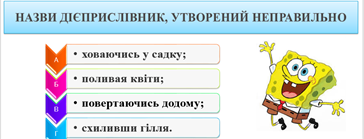 НАЗВИ ДІЄПРИСЛІВНИК, УТВОРЕНИЙ НЕПРАВИЛЬНО
А • ховаючись у садку;
Б • поливая квіти;
В • повертаючись додому;
Г • схиливши гілля.